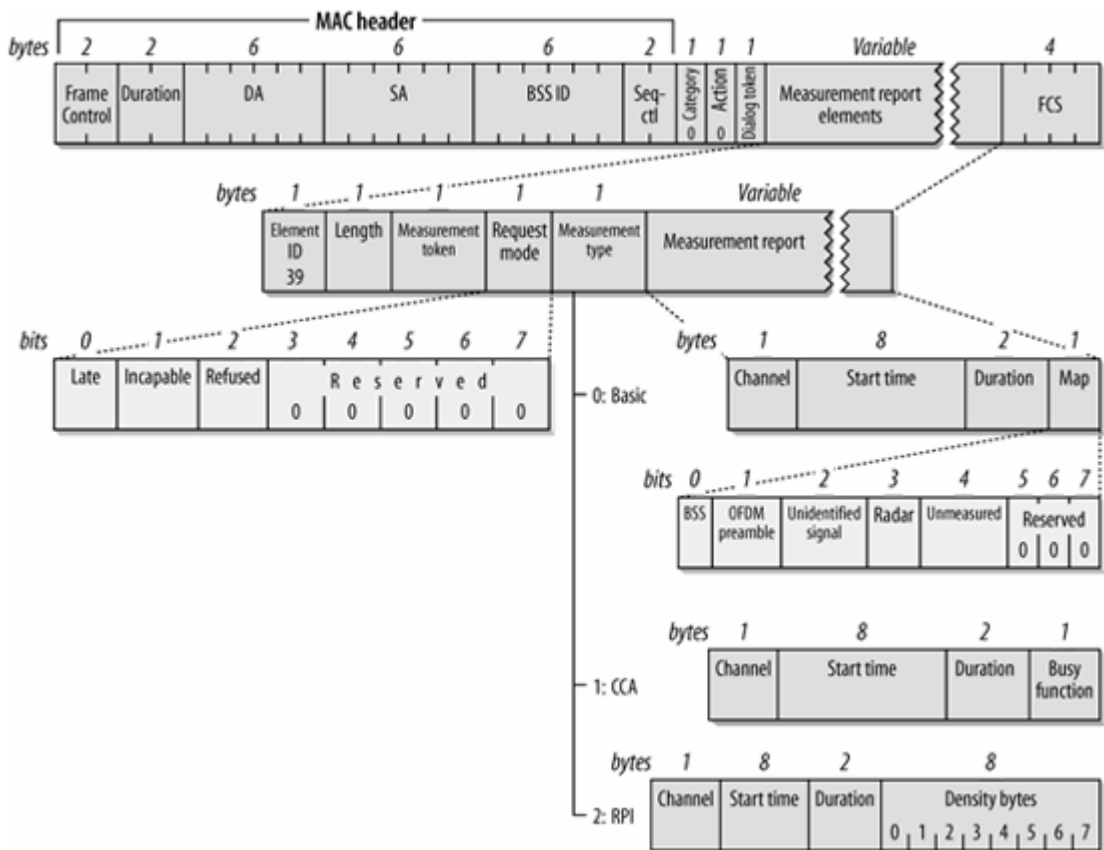 MAC header
bytes 2 2 6 6 6 2 1 1 1 Variable 4
Frame Control Duration DA SA BSS ID Seq-ctl Category 0 Action 0 Dialog token Measurement report elements FCS
bytes 1 1 1 1 1 Variable
Element ID 39 Length Measurement token Request mode Measurement type Measurement report
bits 0 1 2 3 4 5 6 7
Late Incapable Refused Reserved
0 0 0 0 0
0: Basic
bytes 1 8 2 1
Channel Start time Duration Map
bits 0 1 2 3 4 5 6 7
BSS OFDM preamble Unidentified signal Radar Unmeasured Reserved
0 0 0
1: CCA
bytes 1 8 2 1
Channel Start time Duration Busy function
2: RPI
bytes 1 8 2 8
Channel Start time Duration Density bytes
0 1 2 3 4 5 6 7